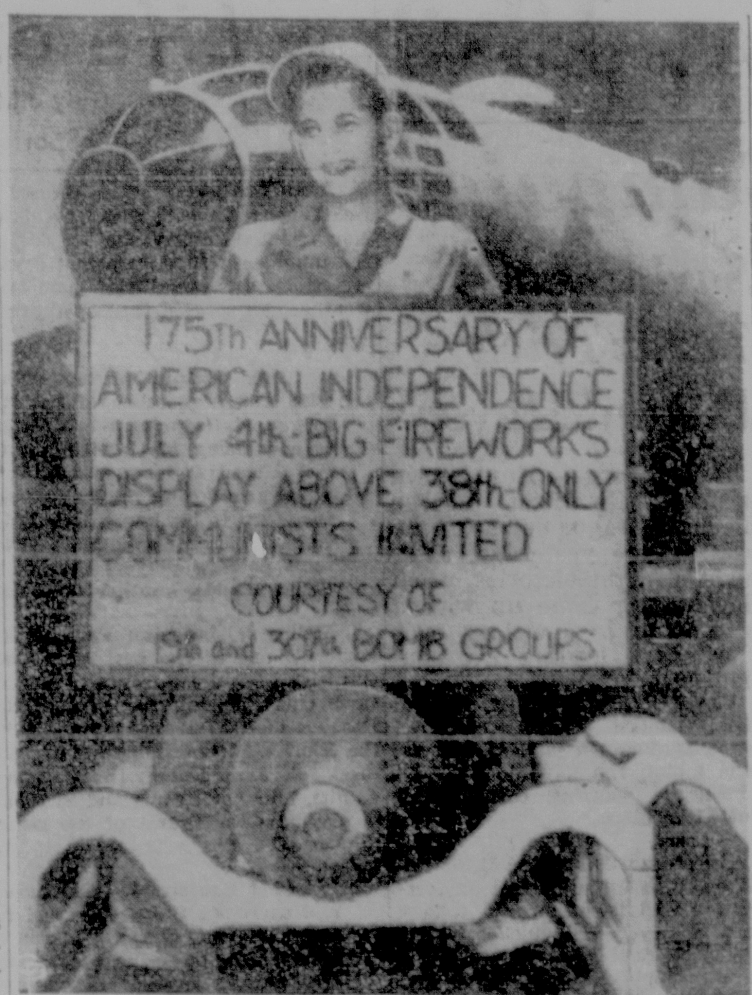 175Th ANNIVERSARY OF
AMERICAN INDEPENDENCE
JULY 4th-BIG FIREWORKS
DISPLAY ABOVE 38th-ONLY
COMMUNISTS INVITED
COURTESY OF
19th and 307th BOMB GROUPS